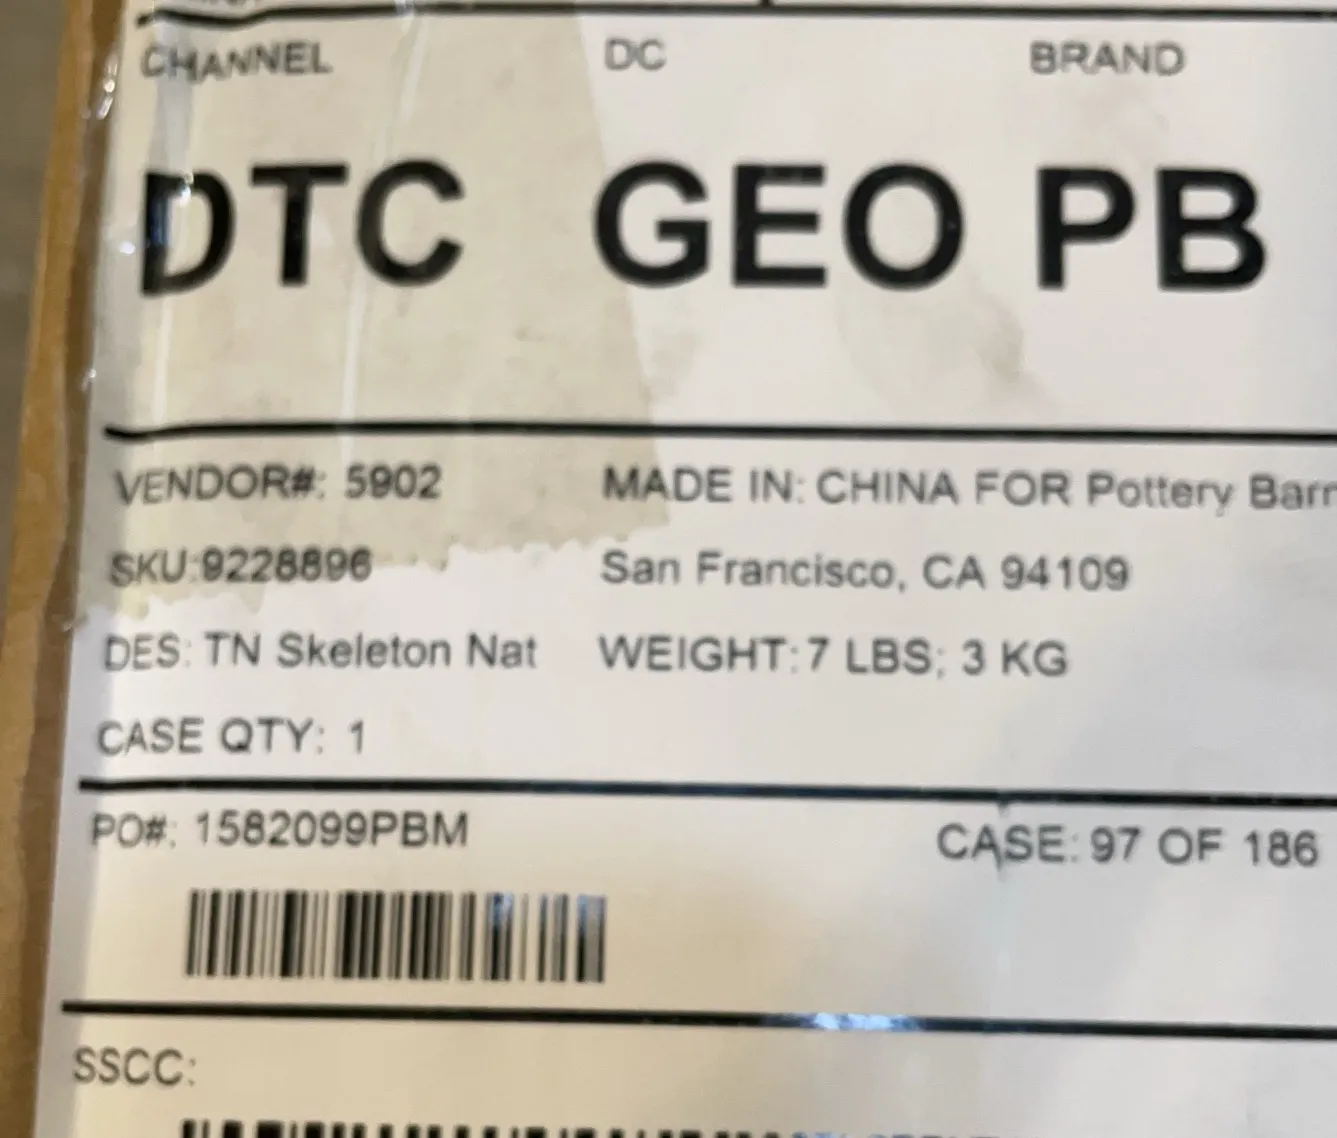 CHANNEL DC BRAND
DTC GEO PB
VENDOR#: 5902 MADE IN: CHINA FOR Pottery Barn
SKU:9228896 San Francisco, CA 94109
DES: TN Skeleton Nat WEIGHT: 7 LBS; 3 KG
CASE QTY: 1
PO#: 1582099PBM CASE: 97 OF 186
SSCC: